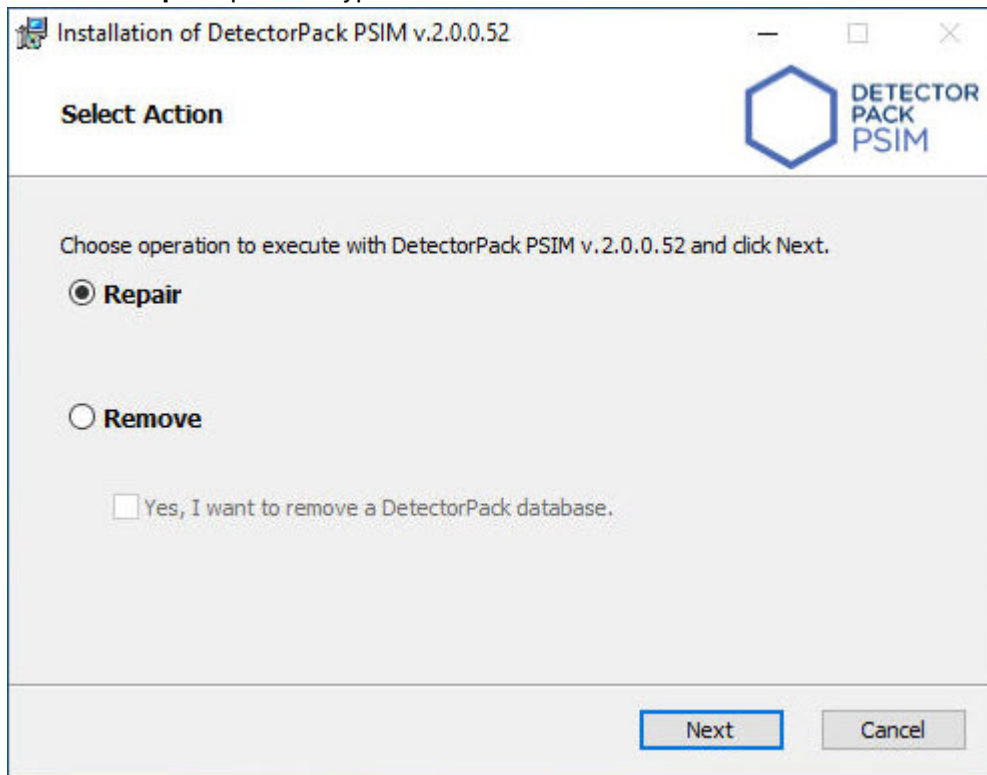 Installation of DetectorPack PSIM v.2.0.0.52
Select Action
DETECTOR
PACK
PSIM
Choose operation to execute with DetectorPack PSIM v.2.0.0.52 and click Next.
Repair
Remove
Yes, I want to remove a DetectorPack database.
Next Cancel